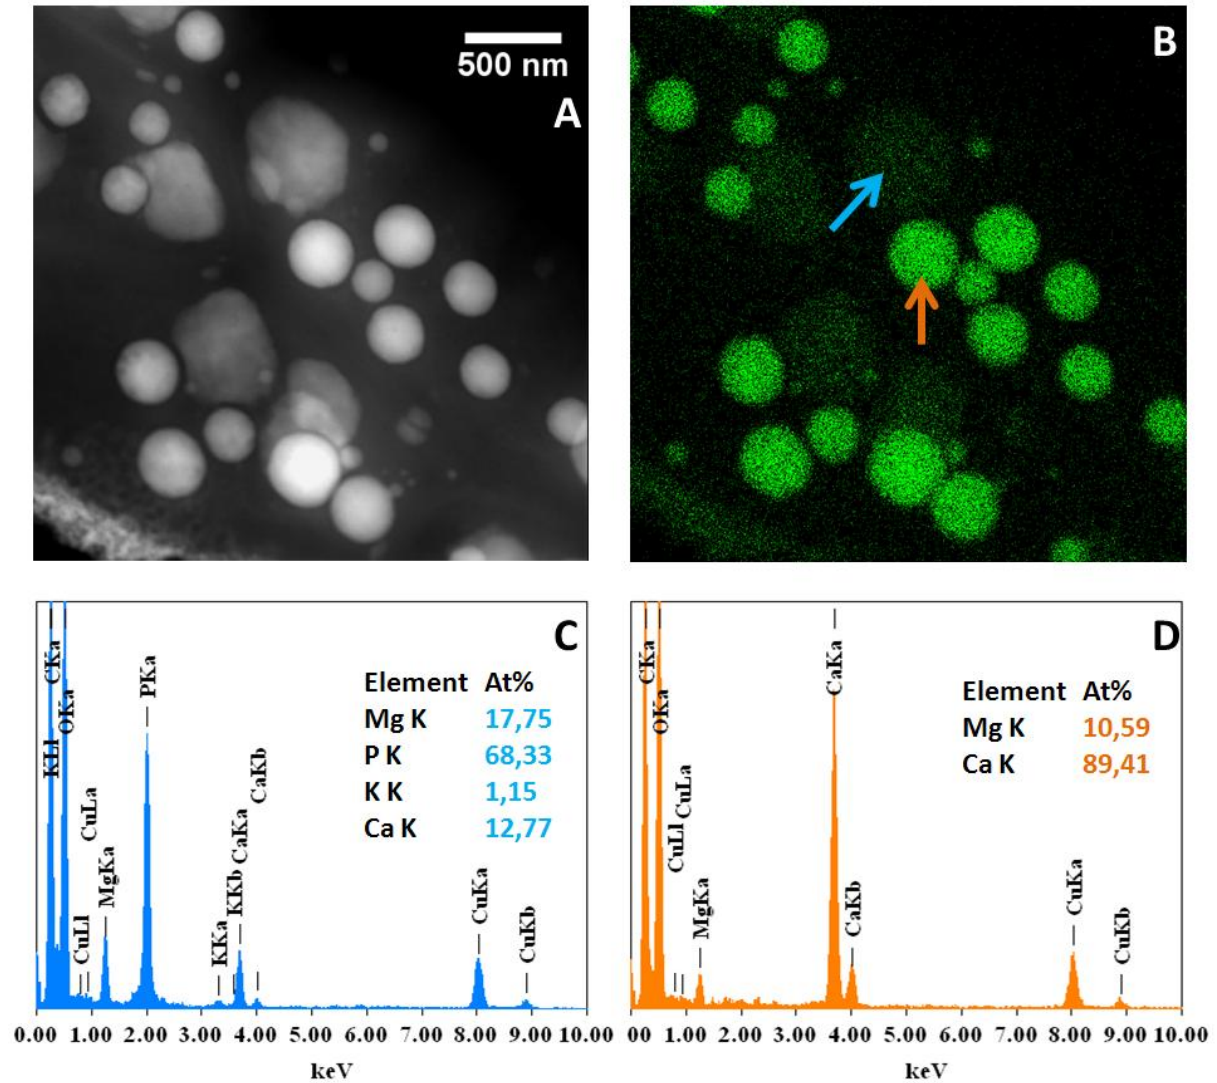 500 nm
A
B
C
CKa
OKa
KLl
CuLl
CuLa
MgKa
PKa
KKa
KKb
CaKa
CaKb
CuKa
CuKb
Element At%
Mg K 17,75
P K 68,33
K K 1,15
Ca K 12,77
0.00 1.00 2.00 3.00 4.00 5.00 6.00 7.00 8.00 9.00 10.00
keV
D
CKa
OKa
CuLl
CuLa
MgKa
CaKa
CaKb
CuKa
CuKb
Element At%
Mg K 10,59
Ca K 89,41
0.00 1.00 2.00 3.00 4.00 5.00 6.00 7.00 8.00 9.00 10.00
keV